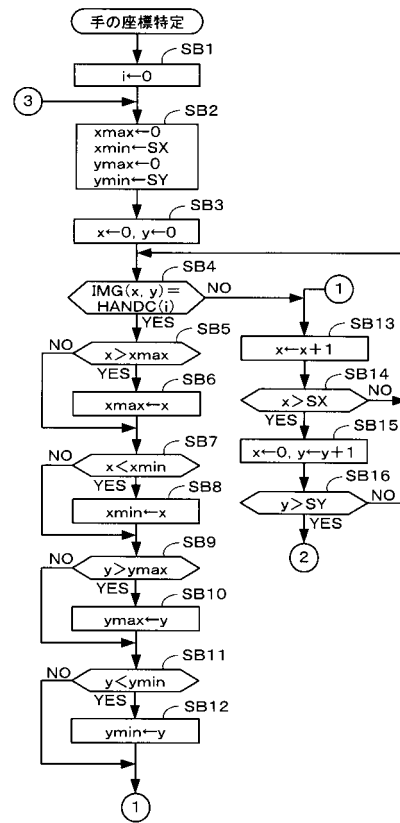 手の座標特定
SB1
i←0
③
SB2
xmax←0
xmin←SX
ymax←0
ymin←SY
SB3
x←0, y←0
SB4
IMG(x, y)=
HANDC(i)
NO
YES
SB5
NO
x>xmax
YES
SB6
xmax←x
SB7
NO
x<xmin
YES
SB8
xmin←x
SB9
NO
y>ymax
YES
SB10
ymax←y
SB11
NO
y<ymin
YES
SB12
ymin←y
①
①
SB13
x←x+1
SB14
x>SX
NO
YES
SB15
x←0, y←y+1
SB16
y>SY
NO
YES
②